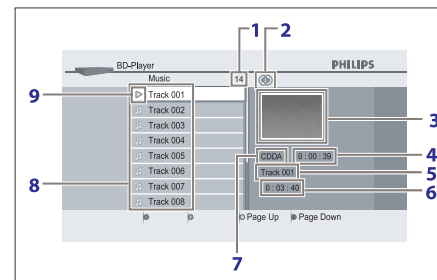 1 2
BD-Player PHILIPS
Music 14
9 Track 001
Track 002
3
Track 003
Track 004
CDDA 0 : 00 : 39 4
Track 005
Track 001 5
Track 006
0 : 03 : 40 6
8 Track 007
Track 008
Page Up Page Down
7